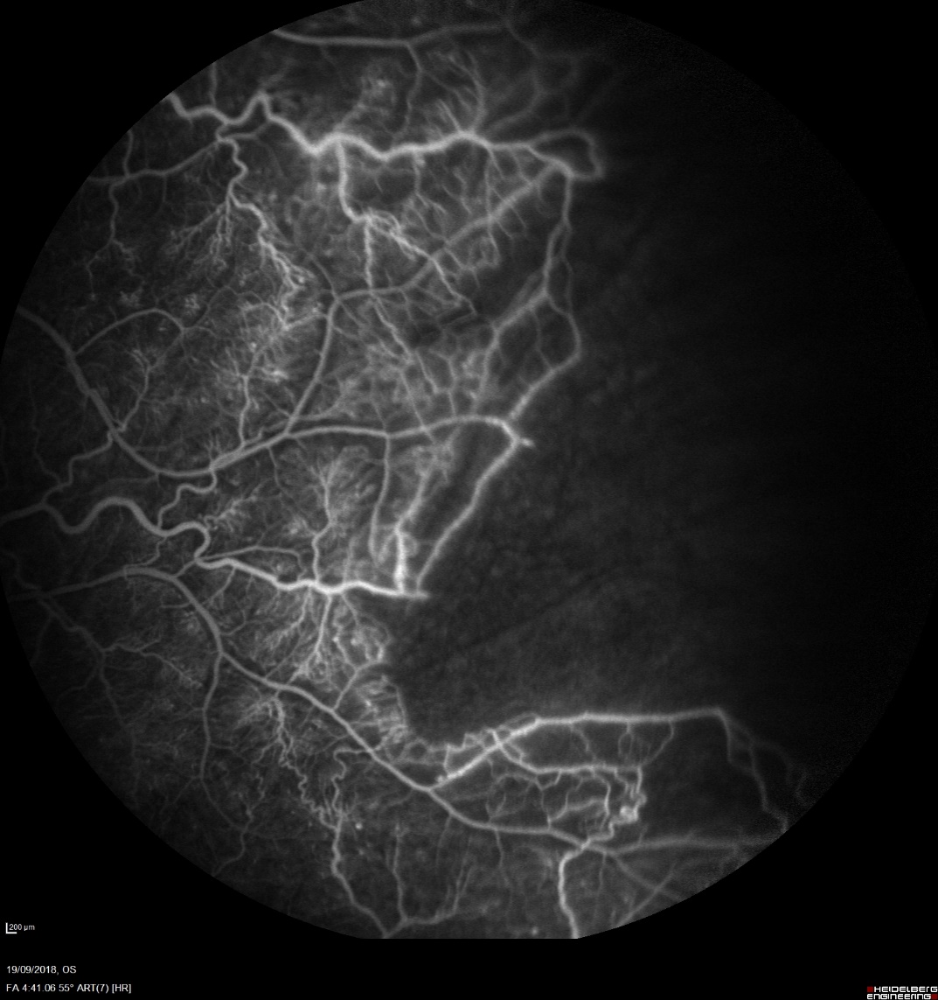 200 µm
19/09/2018, OS
FA 4:41.06 55° ART(7) [HR]
HEIDELBERG
ENGINEERING